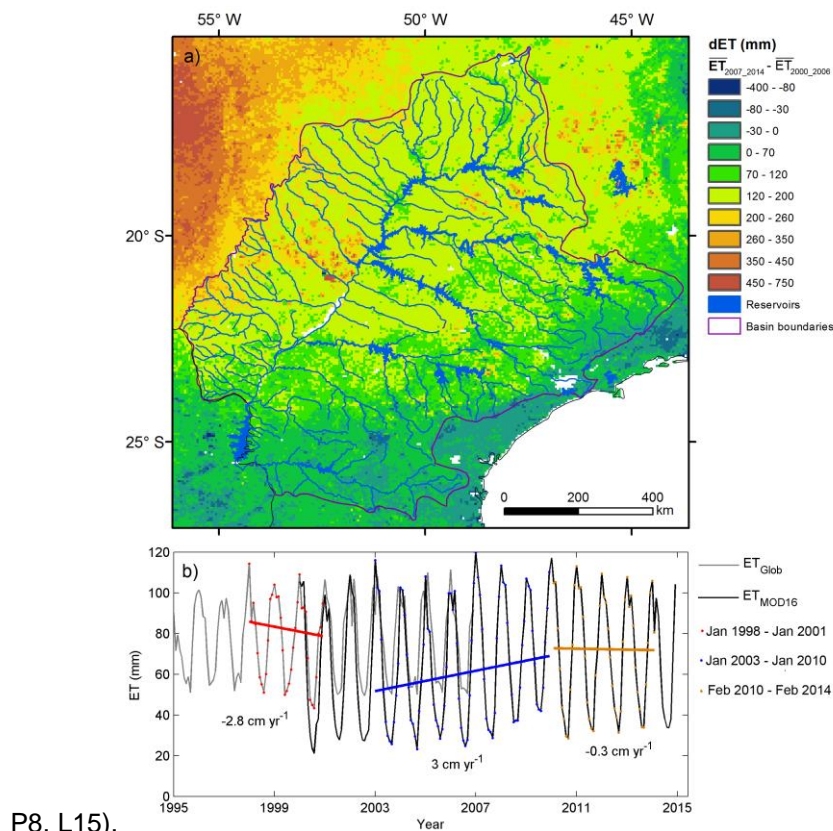 55° W 50° W 45° W
a)
20° S
25° S
0 200 400
km
dET (mm)
ET2007_2014 - ET2000_2006
-400 - -80
-80 - -30
-30 - 0
0 - 70
70 - 120
120 - 200
200 - 260
260 - 350
350 - 450
450 - 750
Reservoirs
Basin boundaries
b)
120
100
80
60
40
20
0
ET (mm)
-2.8 cm yr-1
3 cm yr-1
-0.3 cm yr-1
1995 1999 2003 2007 2011 2015
Year
ETGlob
ETMOD16
Jan 1998 - Jan 2001
Jan 2003 - Jan 2010
Feb 2010 - Feb 2014
P8, L15).